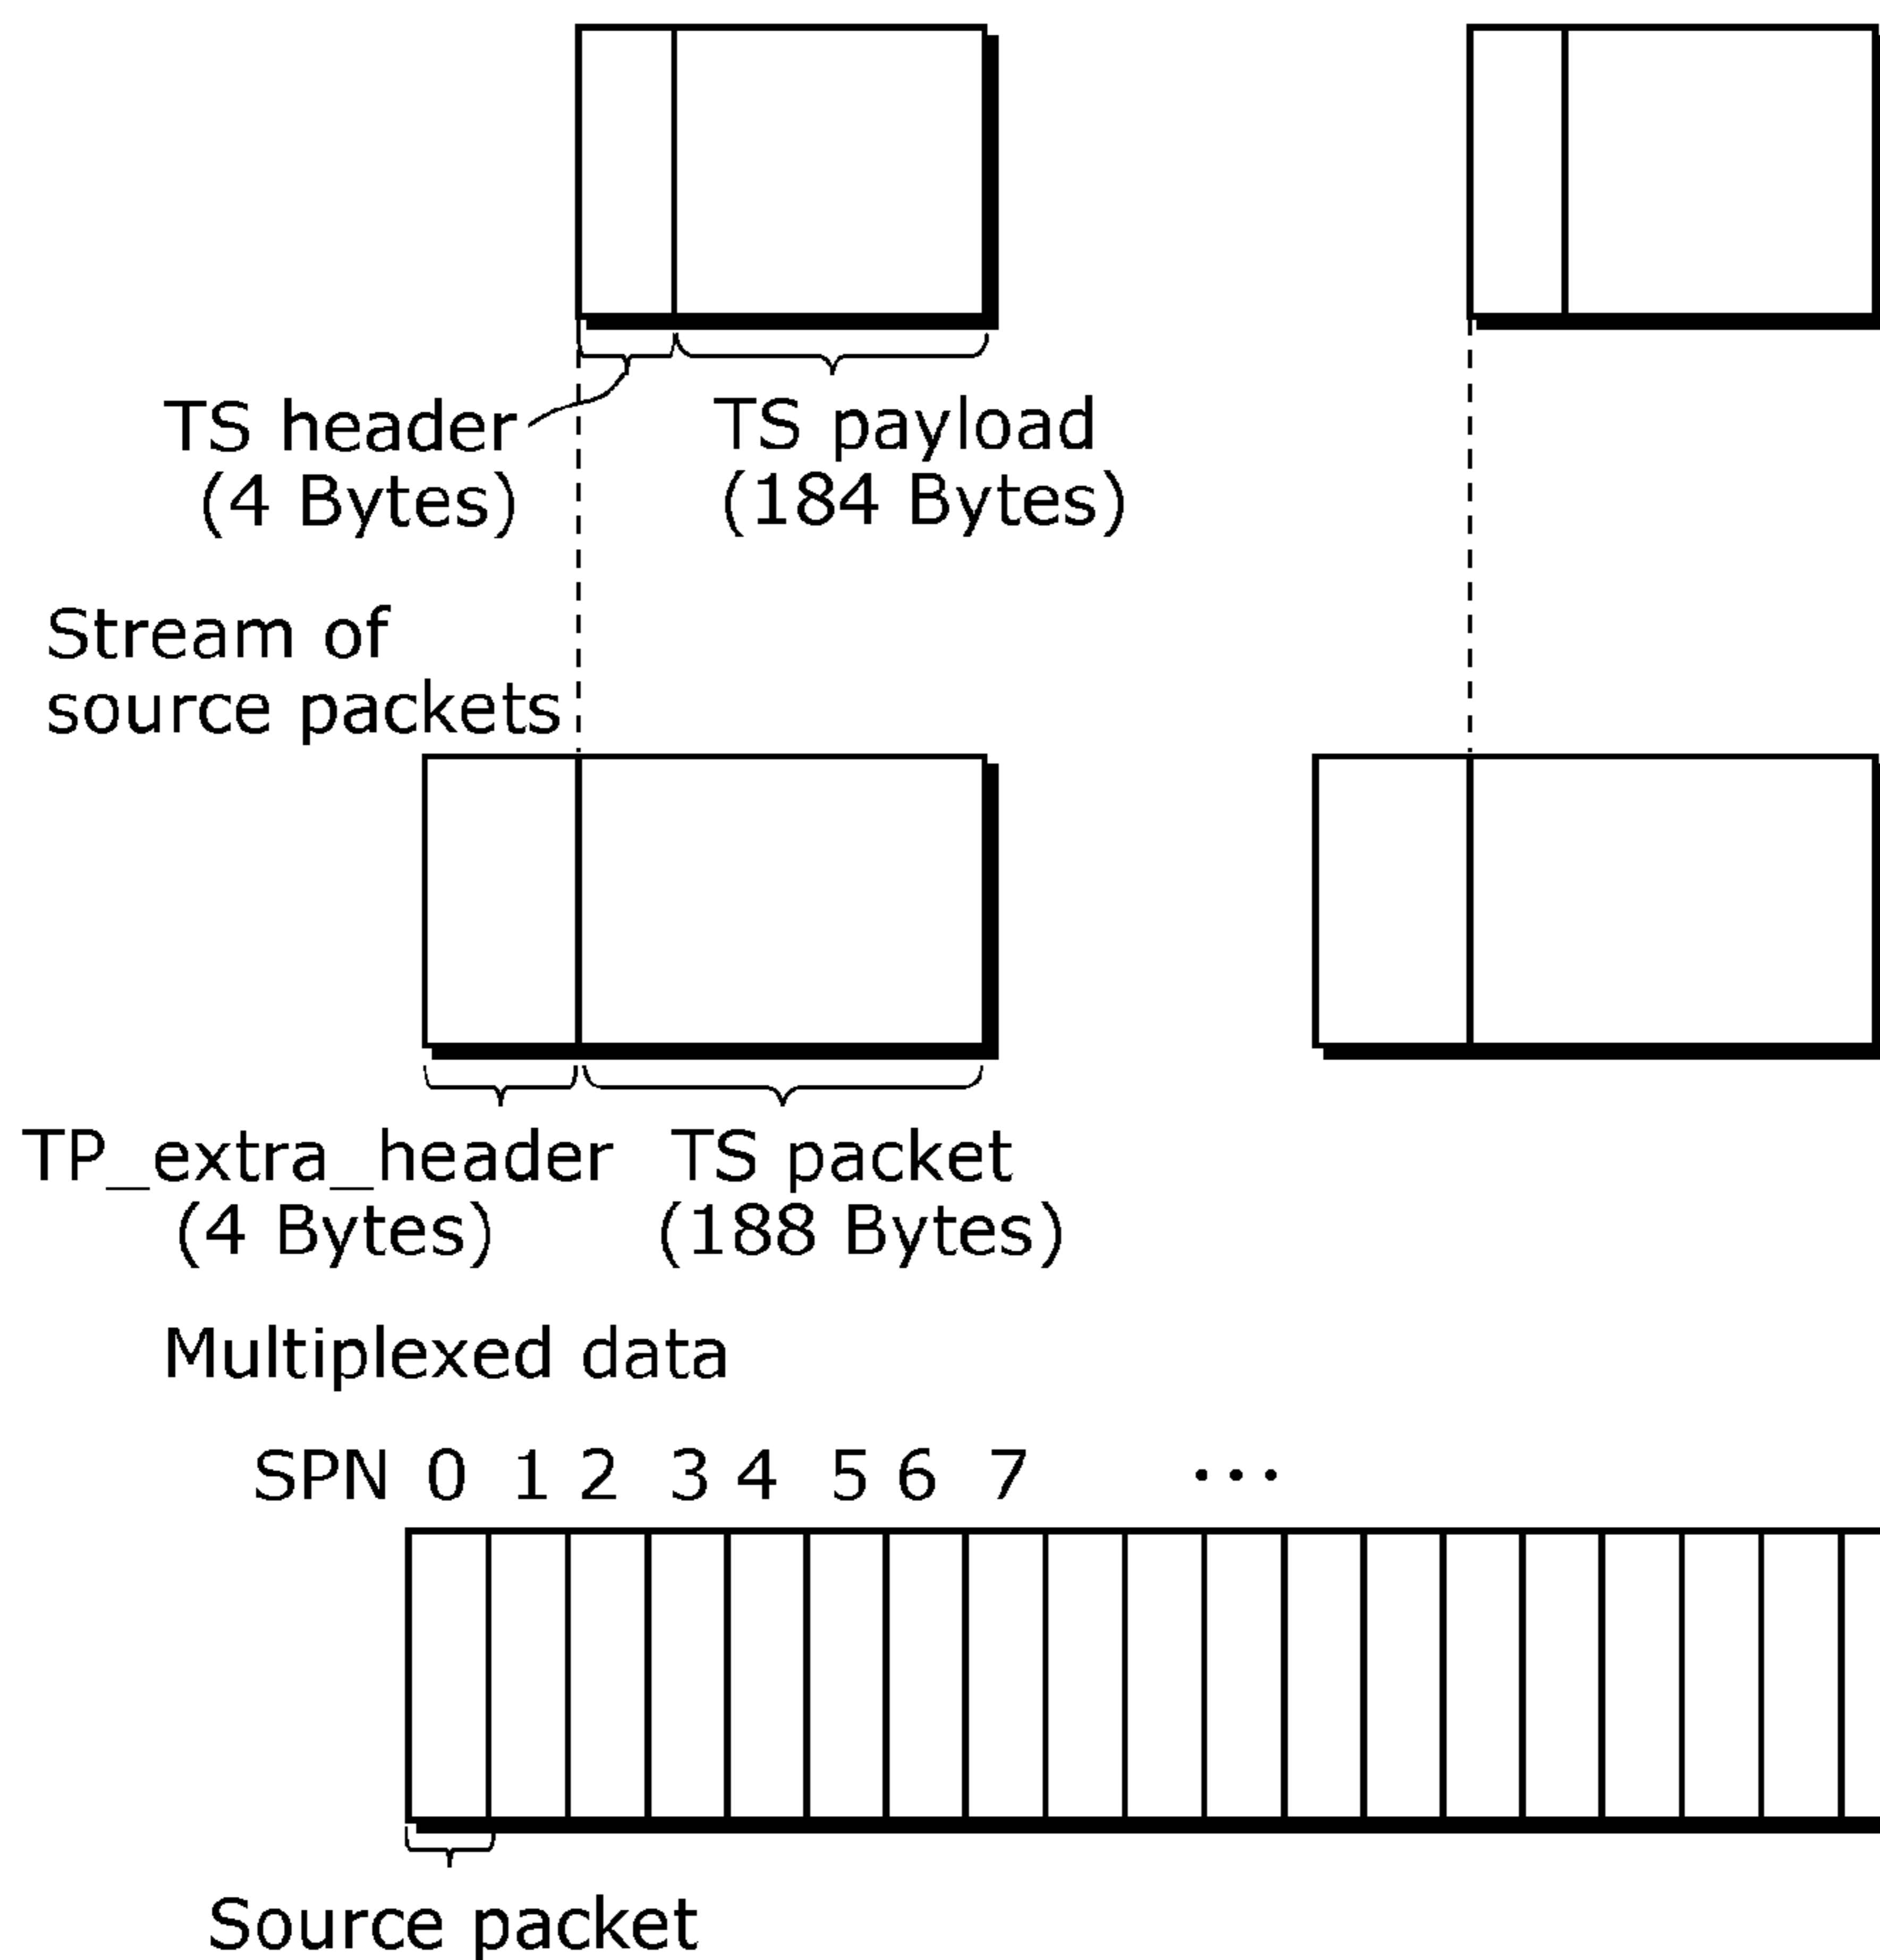 TS header
(4 Bytes)
TS payload
(184 Bytes)
Stream of
source packets
TP_extra_header
(4 Bytes)
TS packet
(188 Bytes)
Multiplexed data
SPN 0 1 2 3 4 5 6 7 ···
Source packet